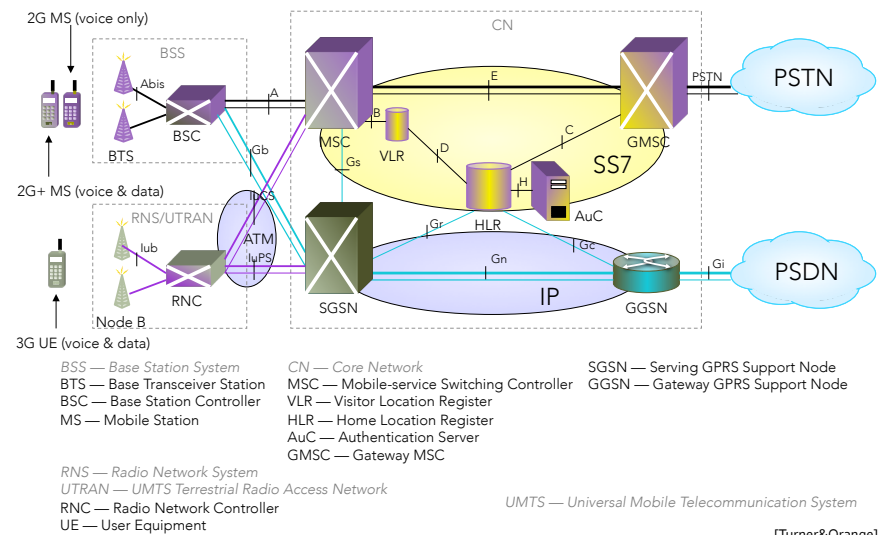 2G MS (voice only)
CN
BSS
Abis
A
E
PSTN
PSTN
BSC
B
C
BTS
MSC
VLR
D
GMSC
Gb
Gs
SS7
2G+ MS (voice & data)
H
IuCS
AuC
RNS/UTRAN
HLR
Gr
ATM
Iub
Gc
IuPS
Gn
Gi
PSDN
RNC
IP
SGSN
GGSN
Node B
3G UE (voice & data)
BSS — Base Station System
BTS — Base Transceiver Station
BSC — Base Station Controller
MS — Mobile Station
CN — Core Network
MSC — Mobile-service Switching Controller
VLR — Visitor Location Register
HLR — Home Location Register
AuC — Authentication Server
GMSC — Gateway MSC
SGSN — Serving GPRS Support Node
GGSN — Gateway GPRS Support Node
RNS — Radio Network System
UTRAN — UMTS Terrestrial Radio Access Network
RNC — Radio Network Controller
UE — User Equipment
UMTS — Universal Mobile Telecommunication System
[Turner&Orange]